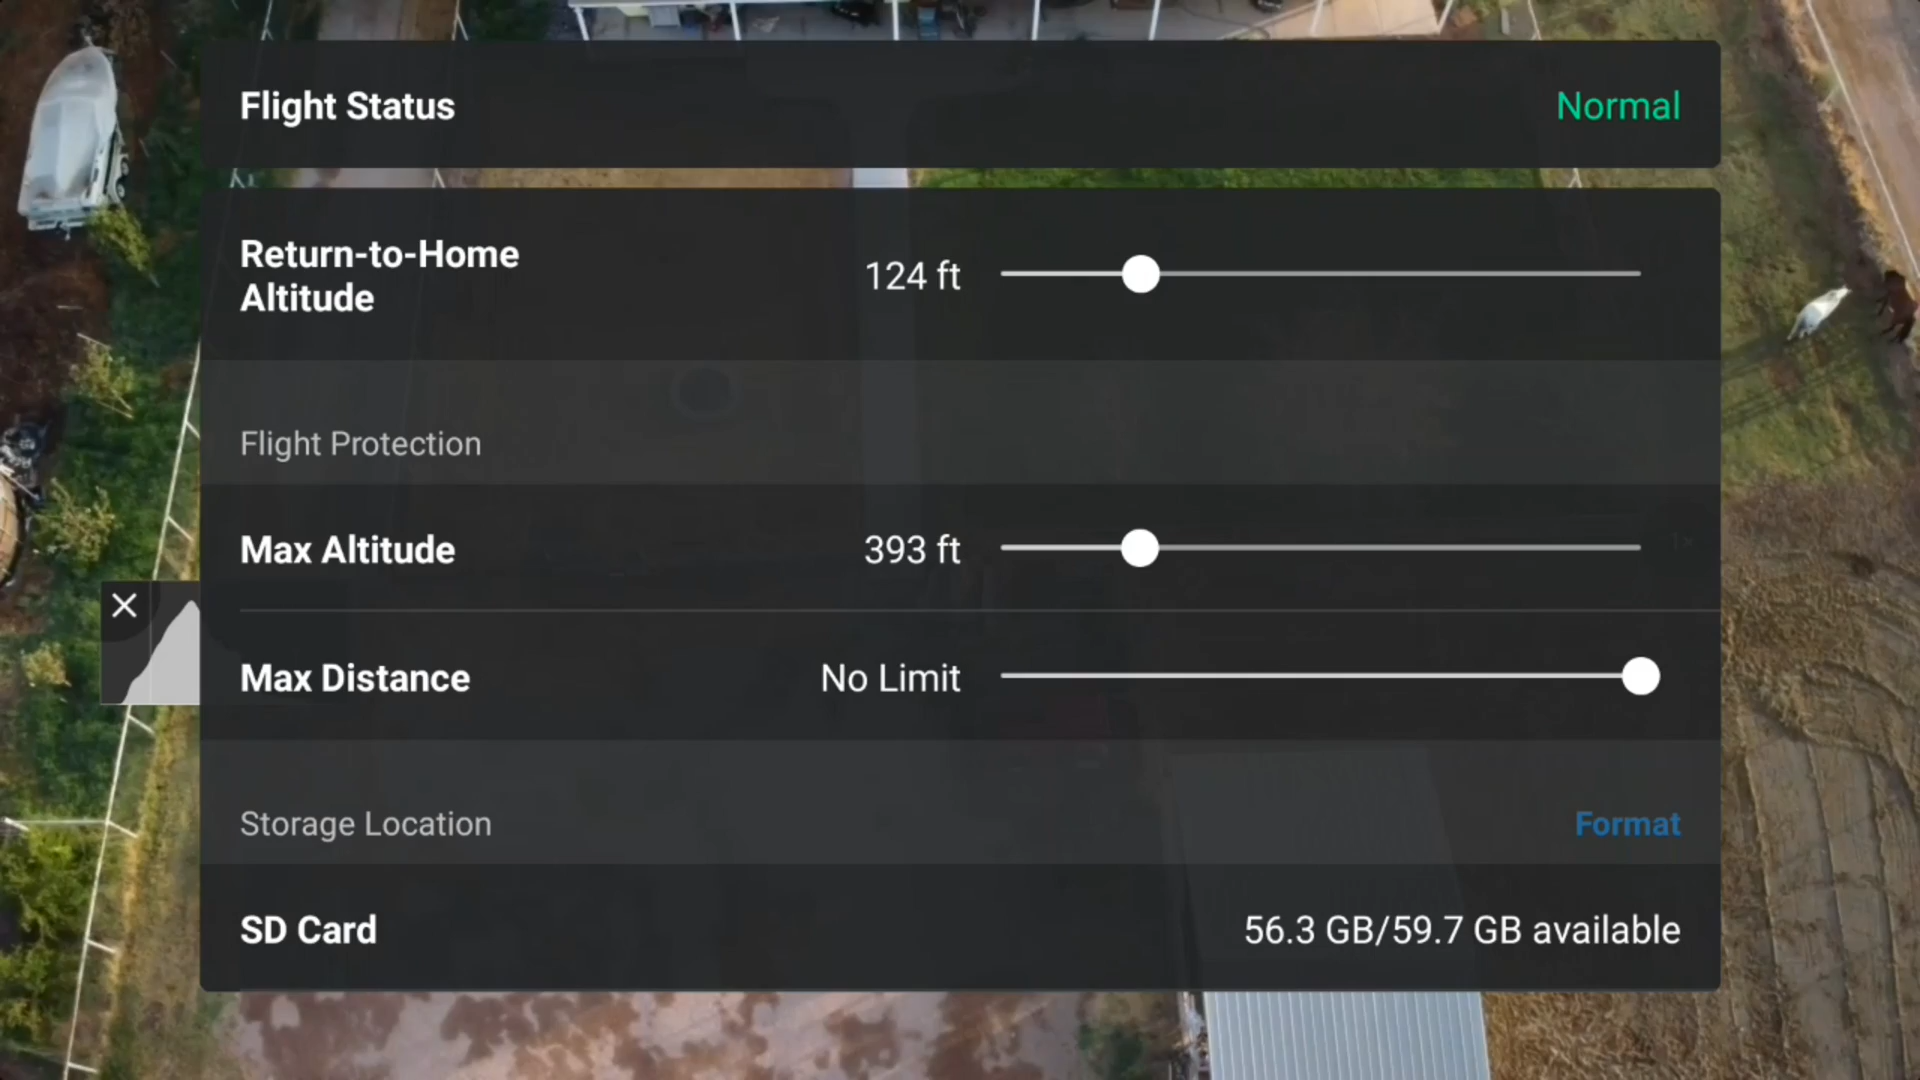 Flight Status
Normal
Return-to-Home
Altitude
124 ft
Flight Protection
Max Altitude
393 ft
Max Distance
No Limit
Storage Location
Format
SD Card
56.3 GB/59.7 GB available